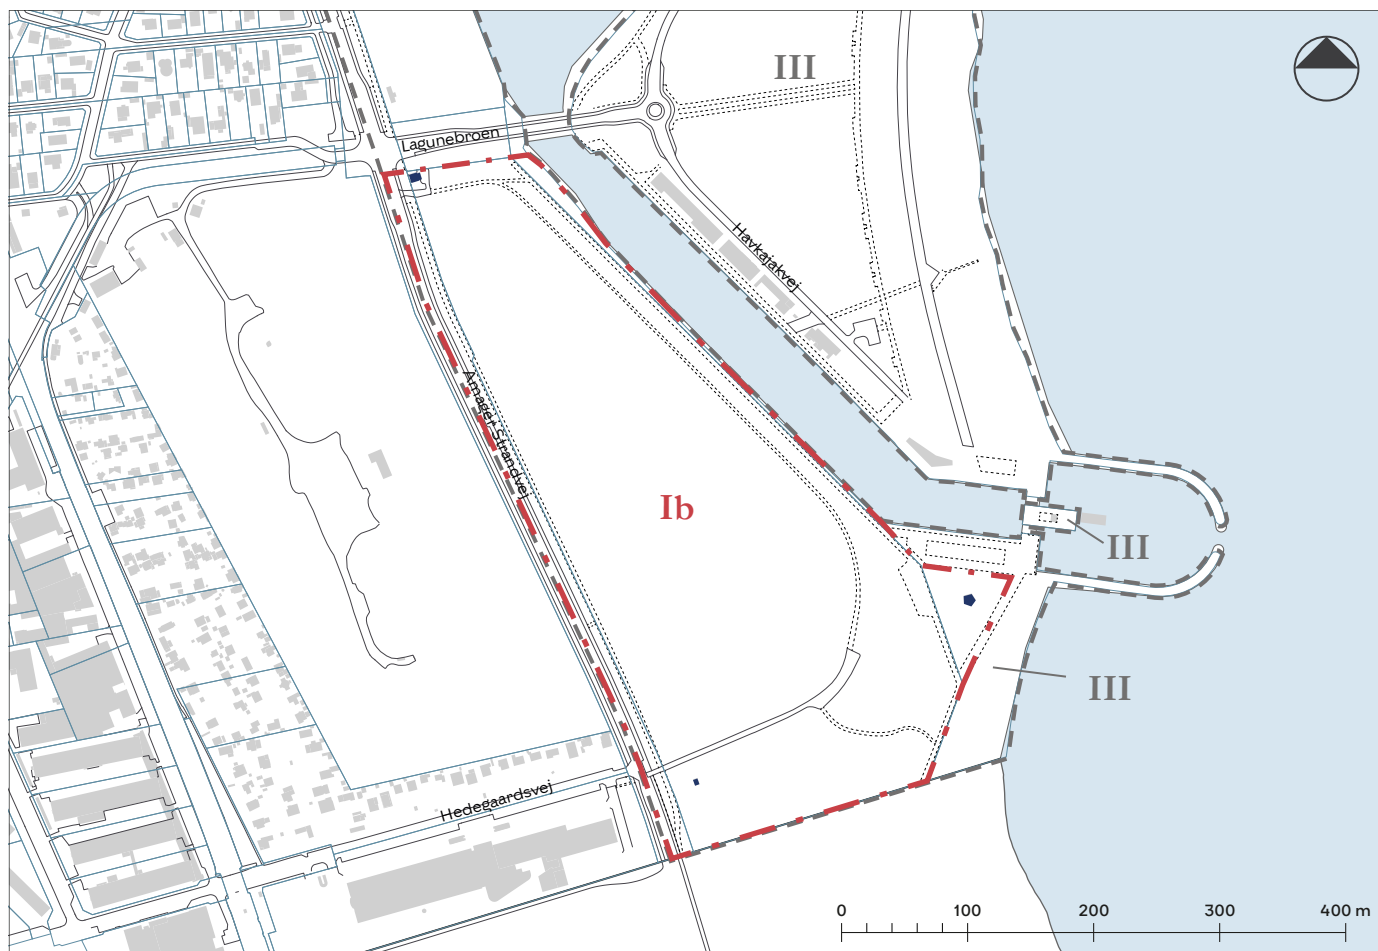 III
Lagunebroen
Havkajakvej
Amager Strandvej
Ib
III
III
Hedegaardsvej
0 100 200 300 400 m